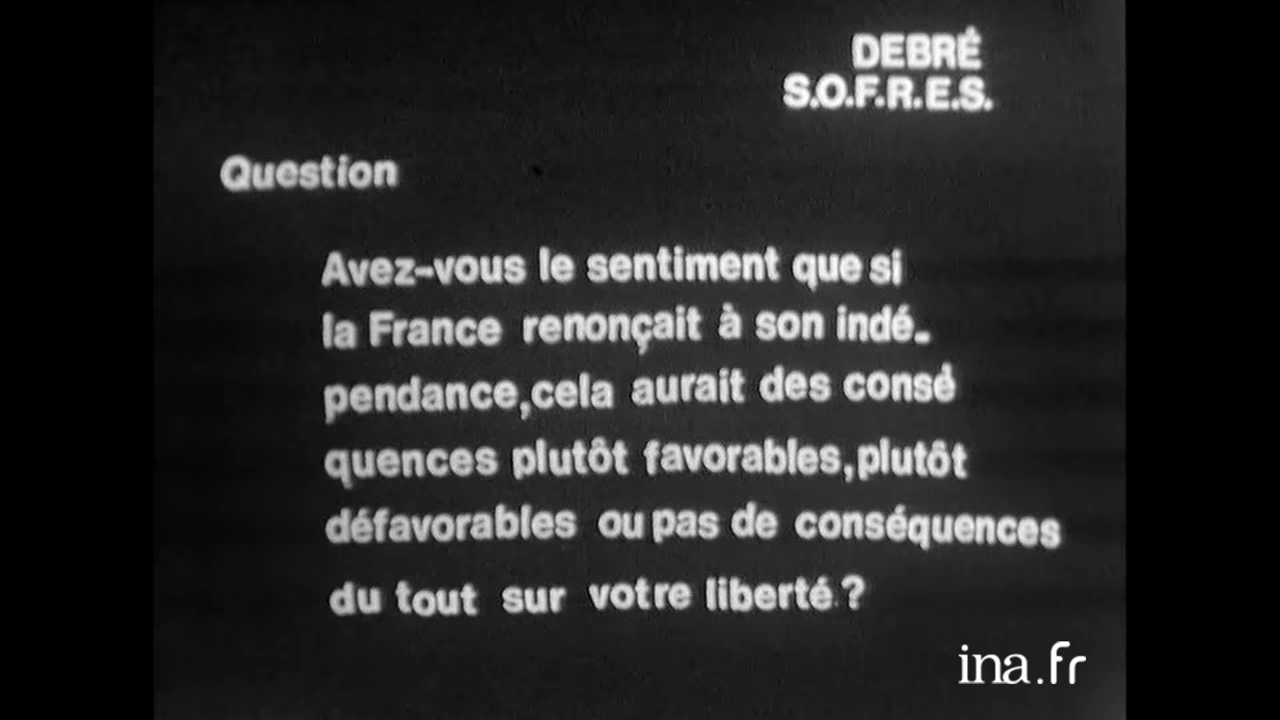 DEBRÉ
S.O.F.R.E.S.
Question
Avez-vous le sentiment que si
la France renonçait à son indé-
pendance,cela aurait des consé
quences plutôt favorables,plutôt
défavorables ou pas de conséquences
du tout sur votre liberté.?
ina.fr